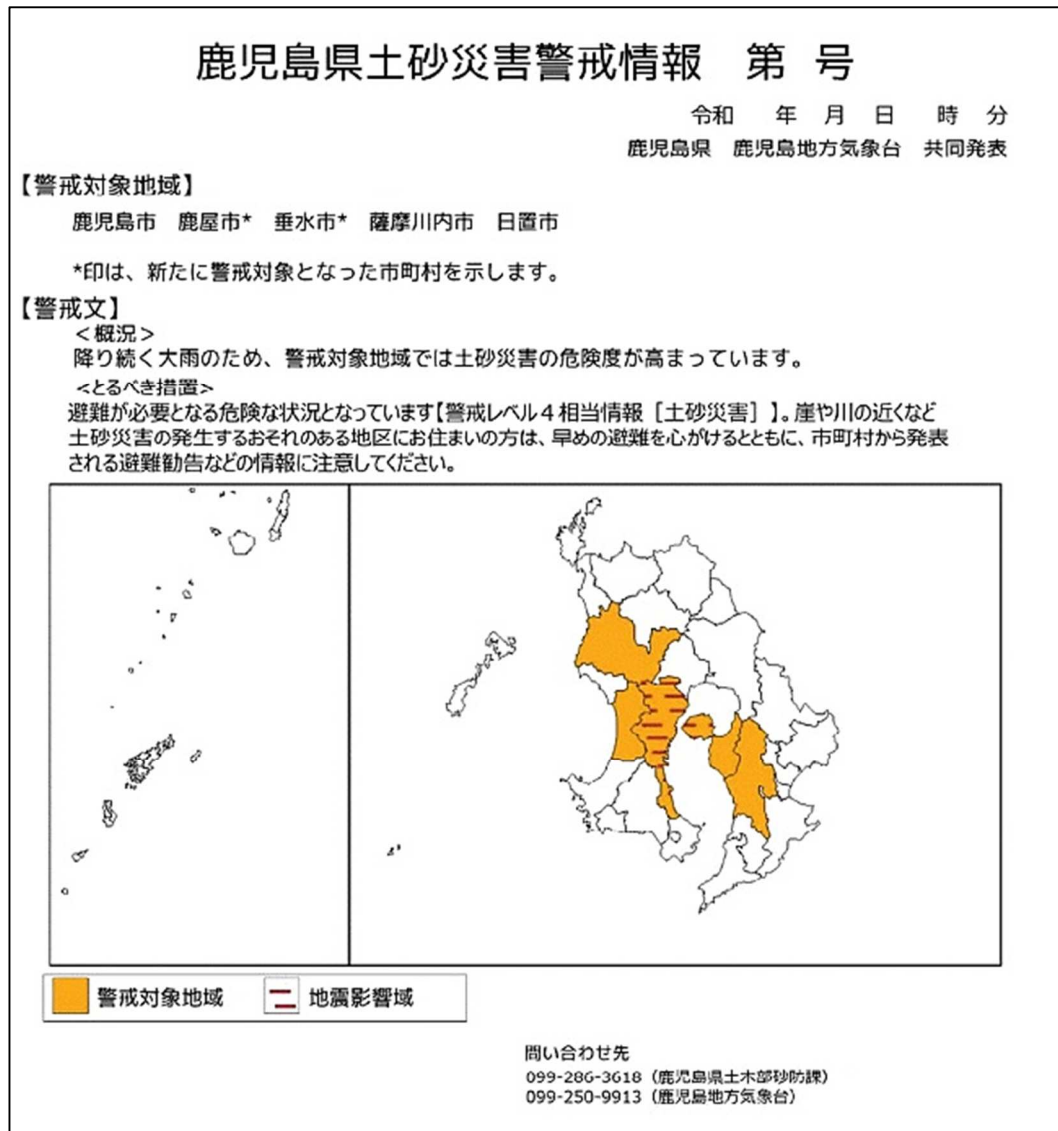 鹿児島県土砂災害警戒情報 第 号
令和 年 月 日 時 分
鹿児島県 鹿児島地方気象台 共同発表
【警戒対象地域】
鹿児島市 鹿屋市* 垂水市* 薩摩川内市 日置市
*印は、新たに警戒対象となった市町村を示します。
【警戒文】
＜概況＞
降り続く大雨のため、警戒対象地域では土砂災害の危険度が高まっています。
＜とるべき措置＞
避難が必要となる危険な状況となっています【警戒レベル４相当情報［土砂災害］】。崖や川の近くなど
土砂災害の発生するおそれのある地区にお住まいの方は、早めの避難を心がけるとともに、市町村から発表
される避難勧告などの情報に注意してください。
警戒対象地域 地震影響域
問い合わせ先
099-286-3618（鹿児島県土木部砂防課）
099-250-9913（鹿児島地方気象台）